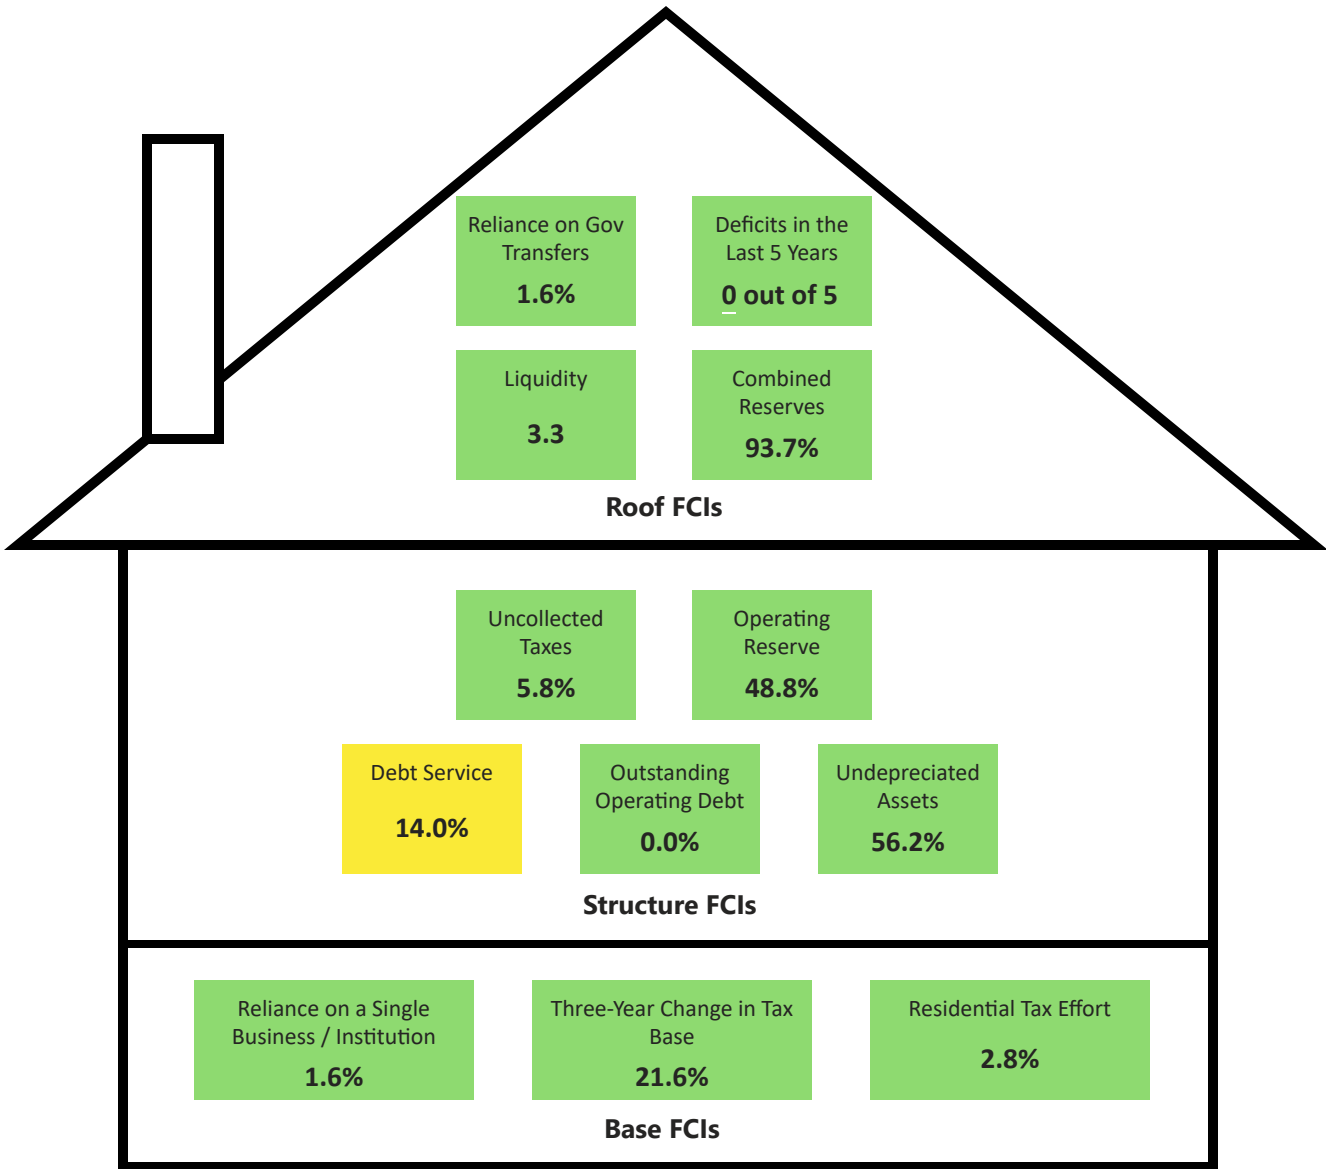 Reliance on Gov
Transfers
1.6%
Deficits in the
Last 5 Years
0 out of 5
Liquidity
3.3
Combined
Reserves
93.7%
Roof FCIs
Uncollected
Taxes
5.8%
Operating
Reserve
48.8%
Debt Service
14.0%
Outstanding
Operating Debt
0.0%
Undepreciated
Assets
56.2%
Structure FCIs
Reliance on a Single
Business / Institution
1.6%
Three-Year Change in Tax
Base
21.6%
Residential Tax Effort
2.8%
Base FCIs